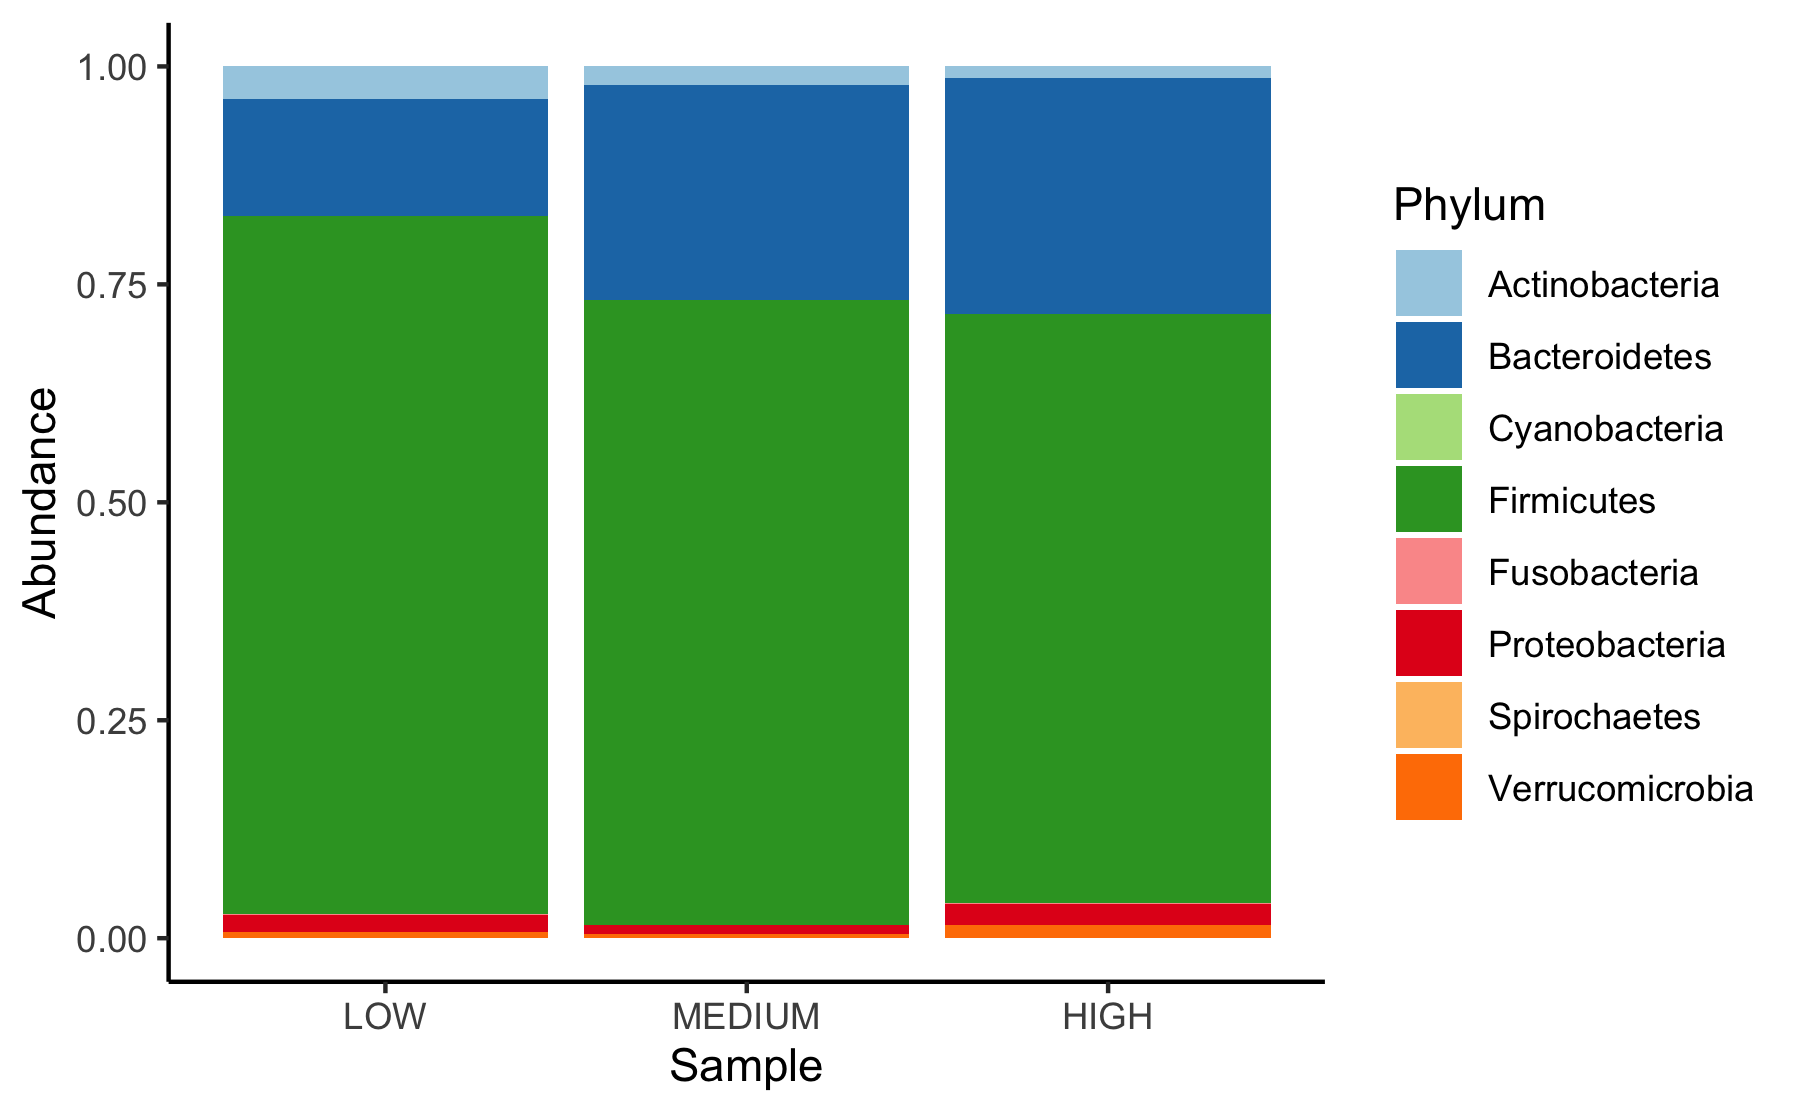 Abundance
1.00
0.75
0.50
0.25
0.00
LOW
MEDIUM
HIGH
Sample
Phylum
Actinobacteria
Bacteroidetes
Cyanobacteria
Firmicutes
Fusobacteria
Proteobacteria
Spirochaetes
Verrucomicrobia